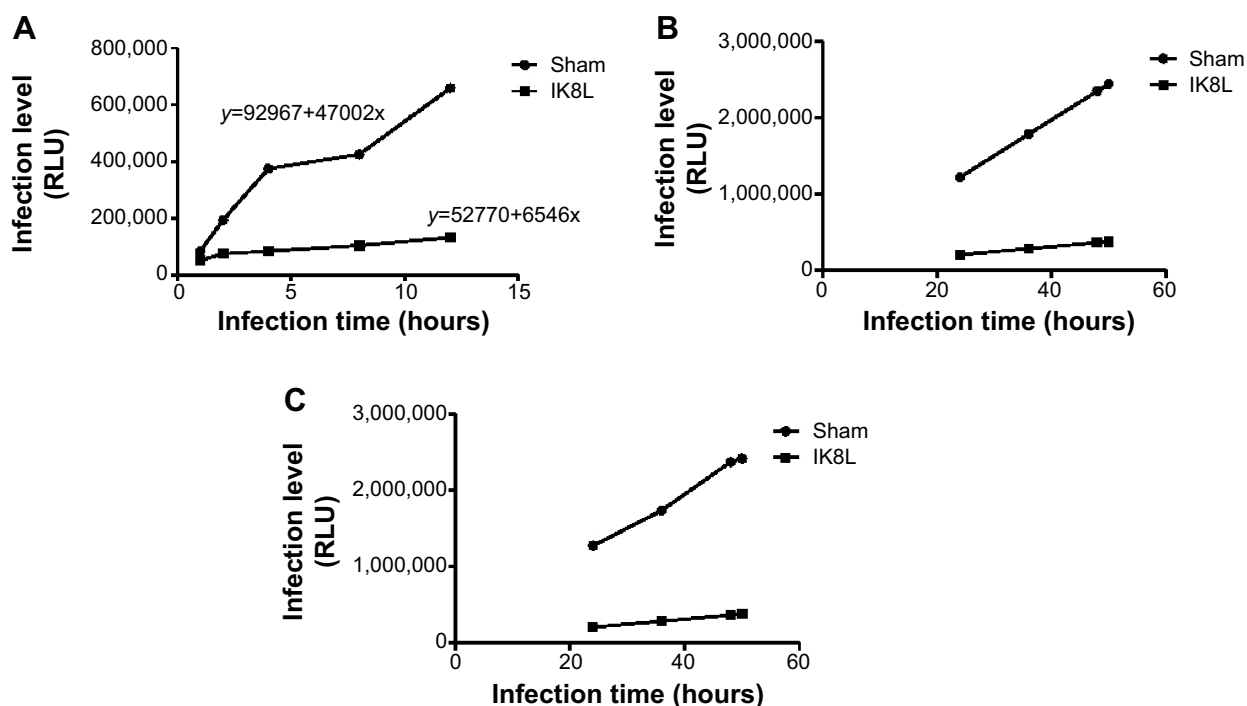 A
Infection level
(RLU)
800,000
600,000
400,000
200,000
0
0
5
10
15
Infection time (hours)
Sham
IK8L
y=92967+47002x
y=52770+6546x
B
Infection level
(RLU)
3,000,000
2,000,000
1,000,000
0
0
20
40
60
Infection time (hours)
Sham
IK8L
C
Infection level
(RLU)
3,000,000
2,000,000
1,000,000
0
0
20
40
60
Infection time (hours)
Sham
IK8L